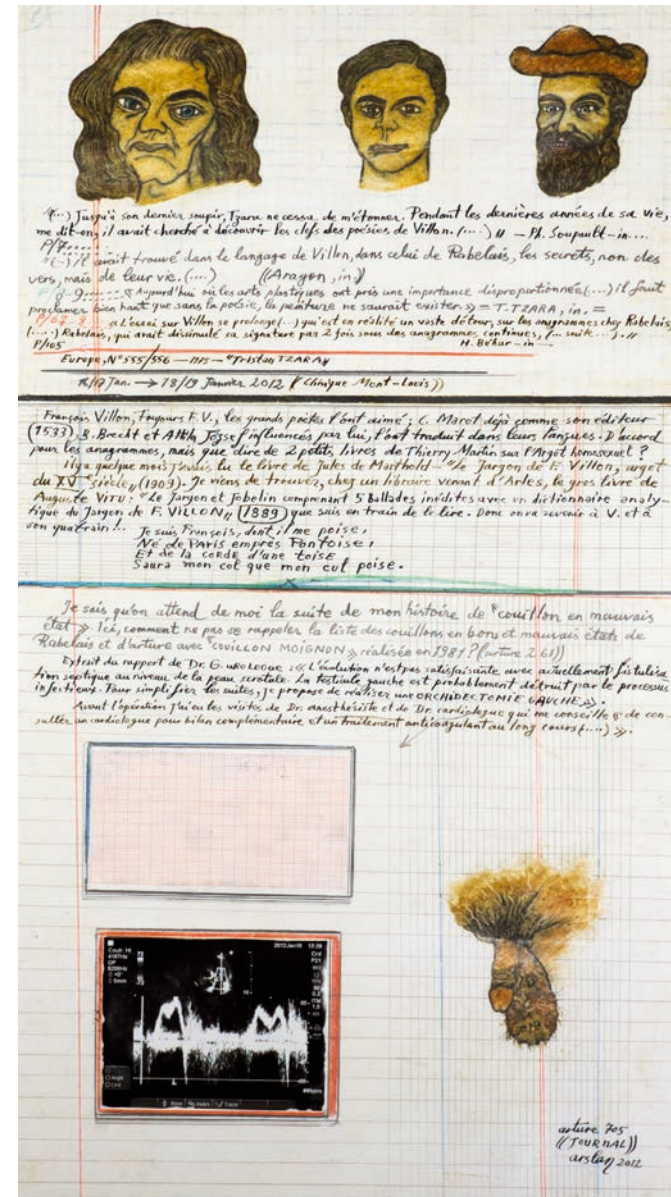 "(...) Jusqu'à son dernier soupir, Tzara ne cessa de m'étonner. Pendant les dernières années de sa vie,
me dit-on, il avait cherché à découvrir les clefs des poésies de Villon. (....) » — Ph. Soupault - in....
P/7
"(..) il avait trouvé dans le langage de Villon, dans celui de Rabelais, les secrets, non des
vers, mais de leur vie. (....) ((Aragon, in.))
« Aujourd'hui où les arts plastiques ont pris une importance disproportionnée (...) il faut
proclamer bien haut que sans la poésie, la peinture ne saurait exister » = T. TZARA, in. =
« L'essai sur Villon se prolonge (...) qui est en réalité un vaste détour, sur les anagrammes chez Rabelais,
(.....) Rabelais, qui avait dissimulé sa signature par 2 fois sous des anagrammes continues, (... suite ....). »
P/105 H. Béhar - in —
Europe, N° 555/556 — — "Tristan TZARA"
16/17 Jan. → 18/19 Janvier 2012 ((Clinique Mont-Louis))
François Villon, toujours F.V., les grands poètes l'ont aimé ; C. Marot déjà comme son éditeur
(1533), B. Brecht et Attila Jozsef influencés par lui, l'ont traduit dans leurs langues. D'accord
pour les anagrammes, mais que dire de 2 petits livres de Thierry Martin sur l'Argot homosexuel ?
il y a quelque mois j'avais lu le livre de Jules de Marthold — "Le Jargon de F. Villon, argot
du XVe siècle" (1909). Je viens de trouver, chez un libraire venant d'Arles, le gros livre de
Auguste Vitu : "Le Jargon et Jobelin comprenant 5 ballades inédites avec un dictionnaire analy-
tique du Jargon de F. VILLON" (1889) que suis en train de le lire. Donc on va revenir à V. et à
son quatrain !..
Je suis François, dont il me poise,
Né de PARIS emprès Pontoise,
Et de la CORDE d'une toise
Saura mon col que mon cul poise.
Je sais qu'on attend de moi la suite de mon histoire de "couillon en mauvais
état ». Ici, comment ne pas se rappeler la liste des couillons en bons et mauvais états de
Rabelais et d'arture avec "COUILLON MOIGNON » réalisée en 1981 ? (arture 261))
Extrait du rapport de Dr. G. UROLOGUE : « L'évolution n'est pas satisfaisante avec actuellement fistulisa
tion septique au niveau de la peau scrotale. La testicule gauche est probablement détruit par le processus
infectieux. Pour simplifier les suites, je propose de réaliser une ORCHIDECTOMIE GAUCHE ».
Avant l'opération j'ai eu les visites de Dr. anesthésiste et de Dr. cardiologue qui me conseille « de con-
sulter un cardiologue pour bilan complémentaire et un traitement anticoagulant au long cours (....) ».
2012Jan16
arture 705
((JOURNAL))
arslan 2012